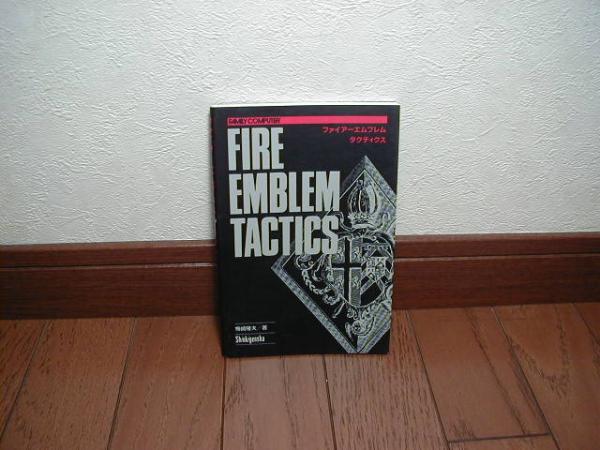 FAMILY COMPUTER
ファイアーエムブレム
タクティクス
FIRE
EMBLEM
TACTICS
Shukyousha